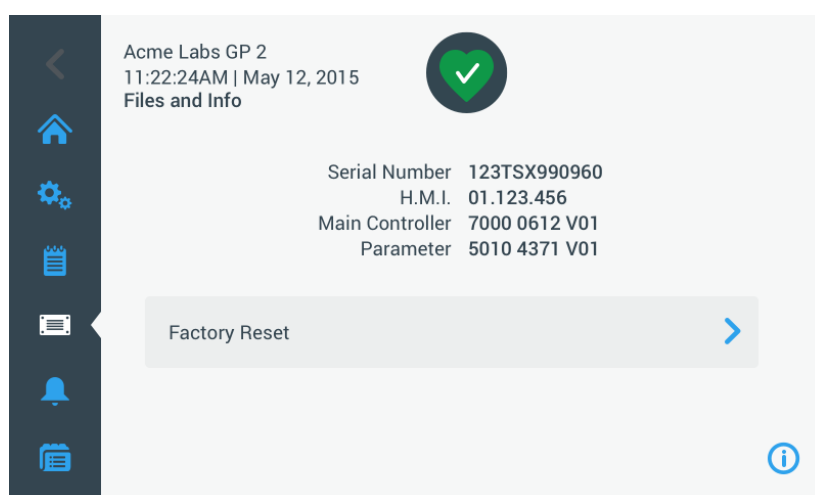 Acme Labs GP 2
11:22:24AM | May 12, 2015
Files and Info
Serial Number 123TSX990960
H.M.I. 01.123.456
Main Controller 7000 0612 V01
Parameter 5010 4371 V01
Factory Reset